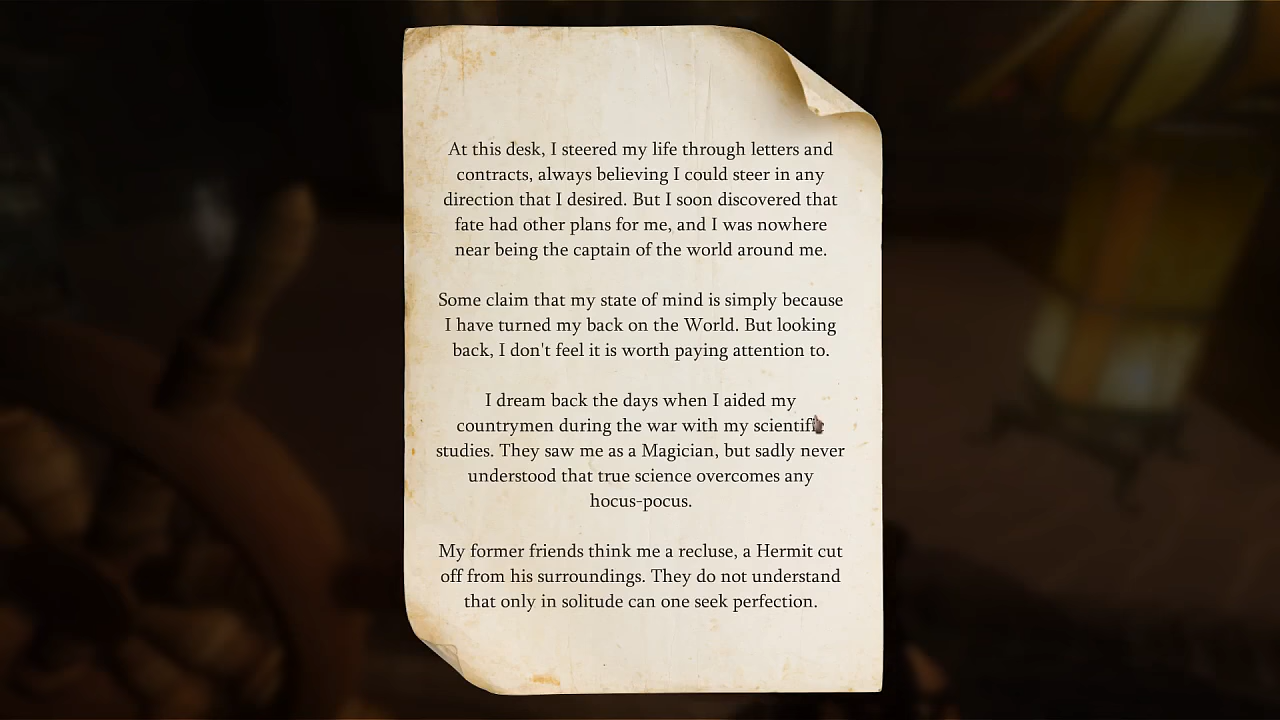 At this desk, I steered my life through letters and
contracts, always believing I could steer in any
direction that I desired. But I soon discovered that
fate had other plans for me, and I was nowhere
near being the captain of the world around me.
Some claim that my state of mind is simply because
I have turned my back on the World. But looking
back, I don't feel it is worth paying attention to.
I dream back the days when I aided my
countrymen during the war with my scientific
studies. They saw me as a Magician, but sadly never
understood that true science overcomes any
hocus-pocus.
My former friends think me a recluse, a Hermit cut
off from his surroundings. They do not understand
that only in solitude can one seek perfection.